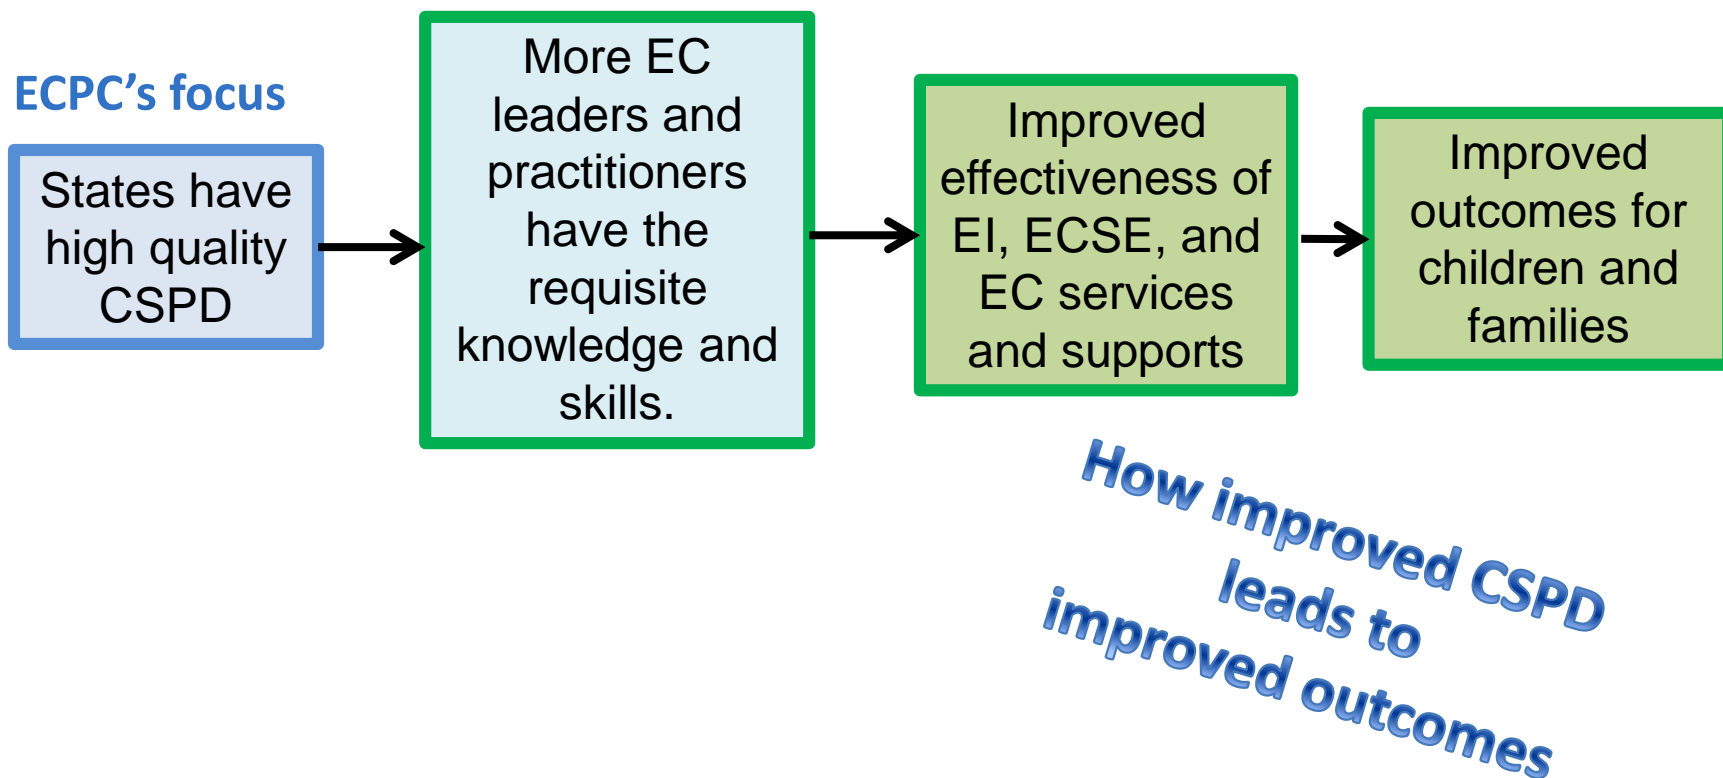 ECPC’s focus
States have
high quality
CSPD
More EC
leaders and
practitioners
have the
requisite
knowledge and
skills.
Improved
effectiveness of
EI, ECSE, and
EC services
and supports
Improved
outcomes for
children and
families
How improved CSPD
leads to
improved outcomes